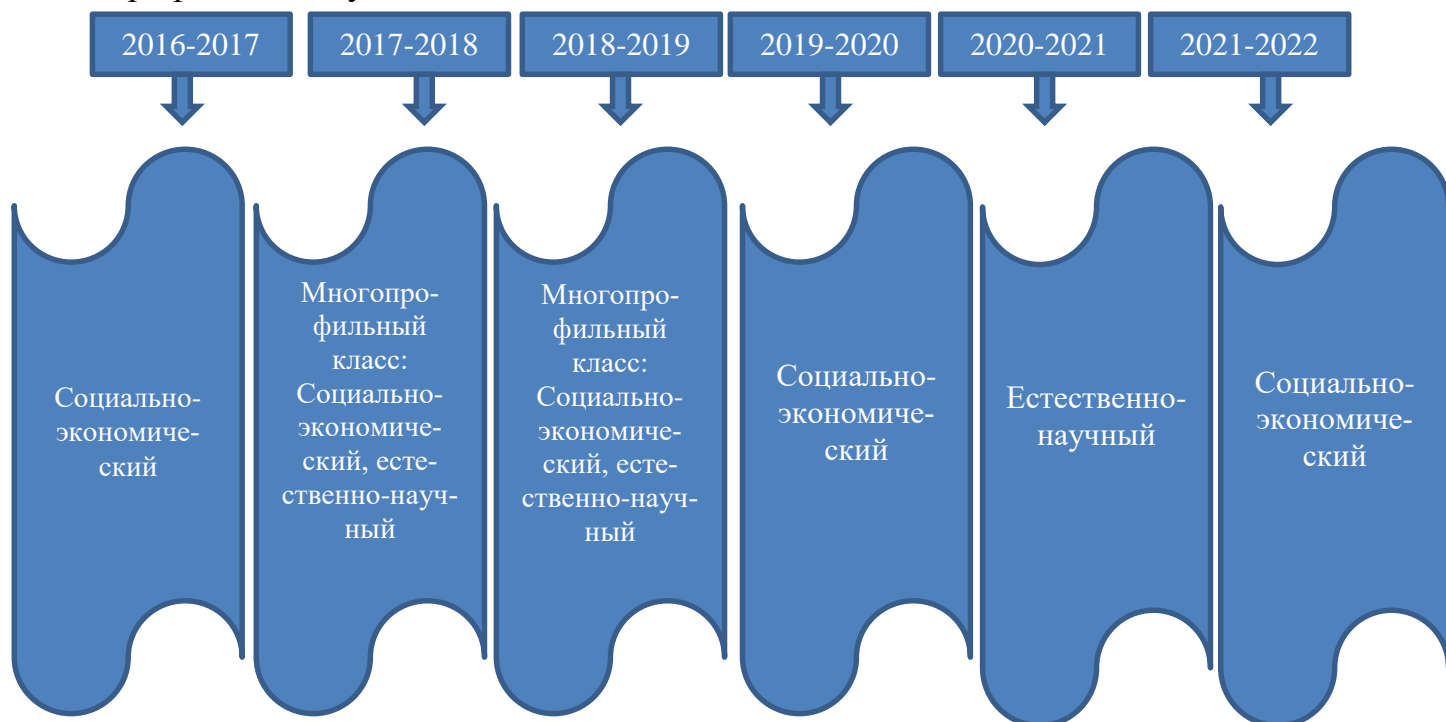 2016-2017
2017-2018
2018-2019
2019-2020
2020-2021
2021-2022
Социально-
экономиче-
ский
Многопро-
фильный
класс:
Социально-
экономиче-
ский, есте-
ственно-науч-
ный
Многопро-
фильный
класс:
Социально-
экономиче-
ский, есте-
ственно-науч-
ный
Социально-
экономиче-
ский
Естественно-
научный
Социально-
экономиче-
ский